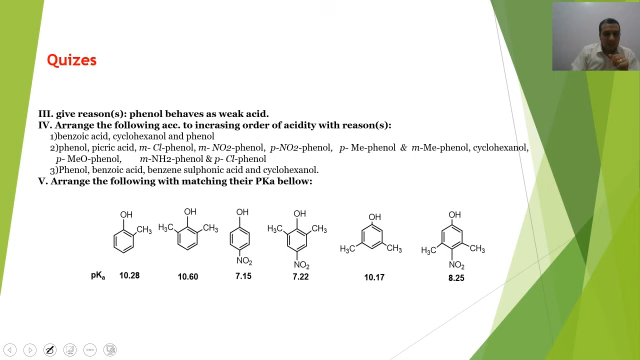 Quizes
III. give reason(s): phenol behaves as weak acid.
IV. Arrange the following acc. to incrasing order of acidity with reason(s):
1)benzoic acid, cyclohexanol and phenol
2)phenol, picric acid, m- Cl-phenol, m- NO2-phenol, p-NO2-phenol, p- Me-phenol & m-Me-phenol, cyclohexanol,
p- MeO-phenol, m-NH2-phenol & p- Cl-phenol
3)Phenol, benzoic acid, benzene sulphonic acid and cyclohexanol.
V. Arrange the following with matching their PKa bellow:
OH OH OH OH OH OH
CH3 H3C CH3 H3C CH3
H3C CH3 H3C CH3
NO2 NO2 NO2
pKa 10.28 10.60 7.15 7.22 10.17 8.25